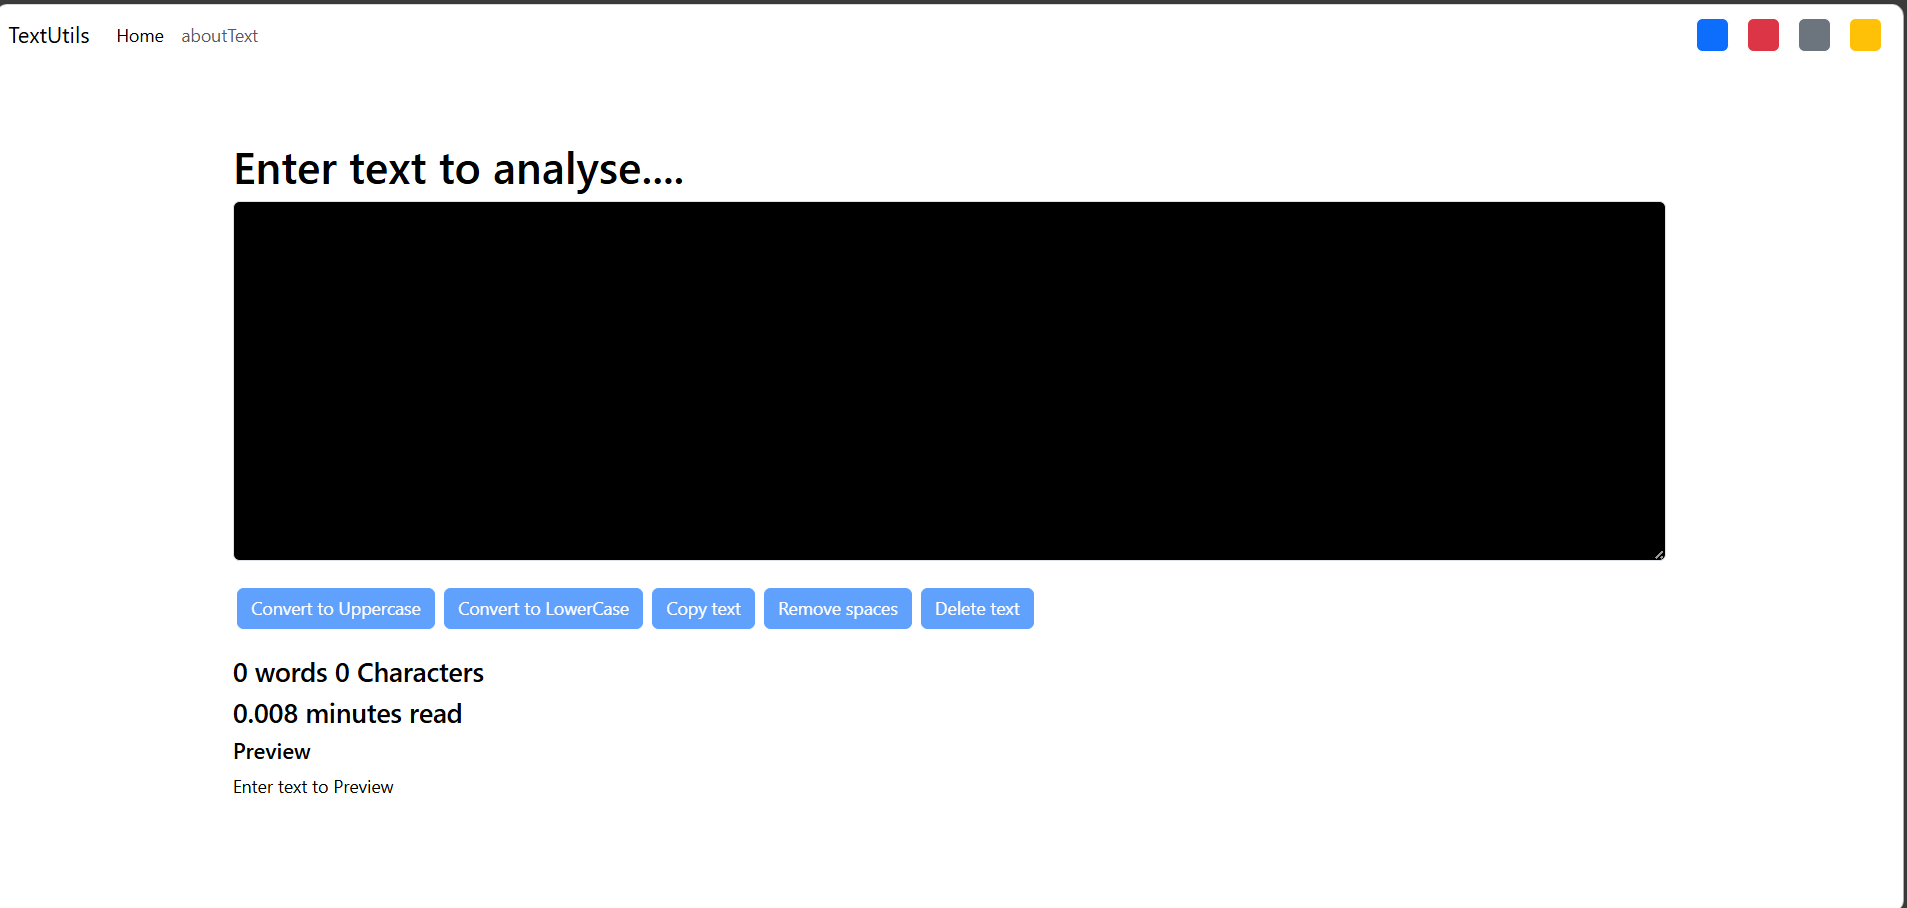 TextUtils Home aboutText
Enter text to analyse....
Convert to Uppercase Convert to LowerCase Copy text Remove spaces Delete text
0 words 0 Characters
0.008 minutes read
Preview
Enter text to Preview